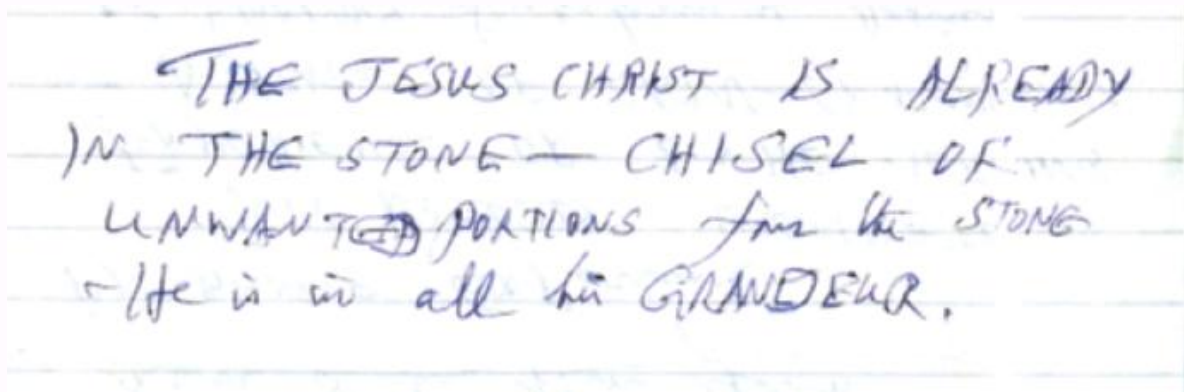 THE JESUS CHRIST IS ALREADY
IN THE STONE — CHISEL OF
UNWANTED PORTIONS from the STONE
- He is in all his GRANDEUR.